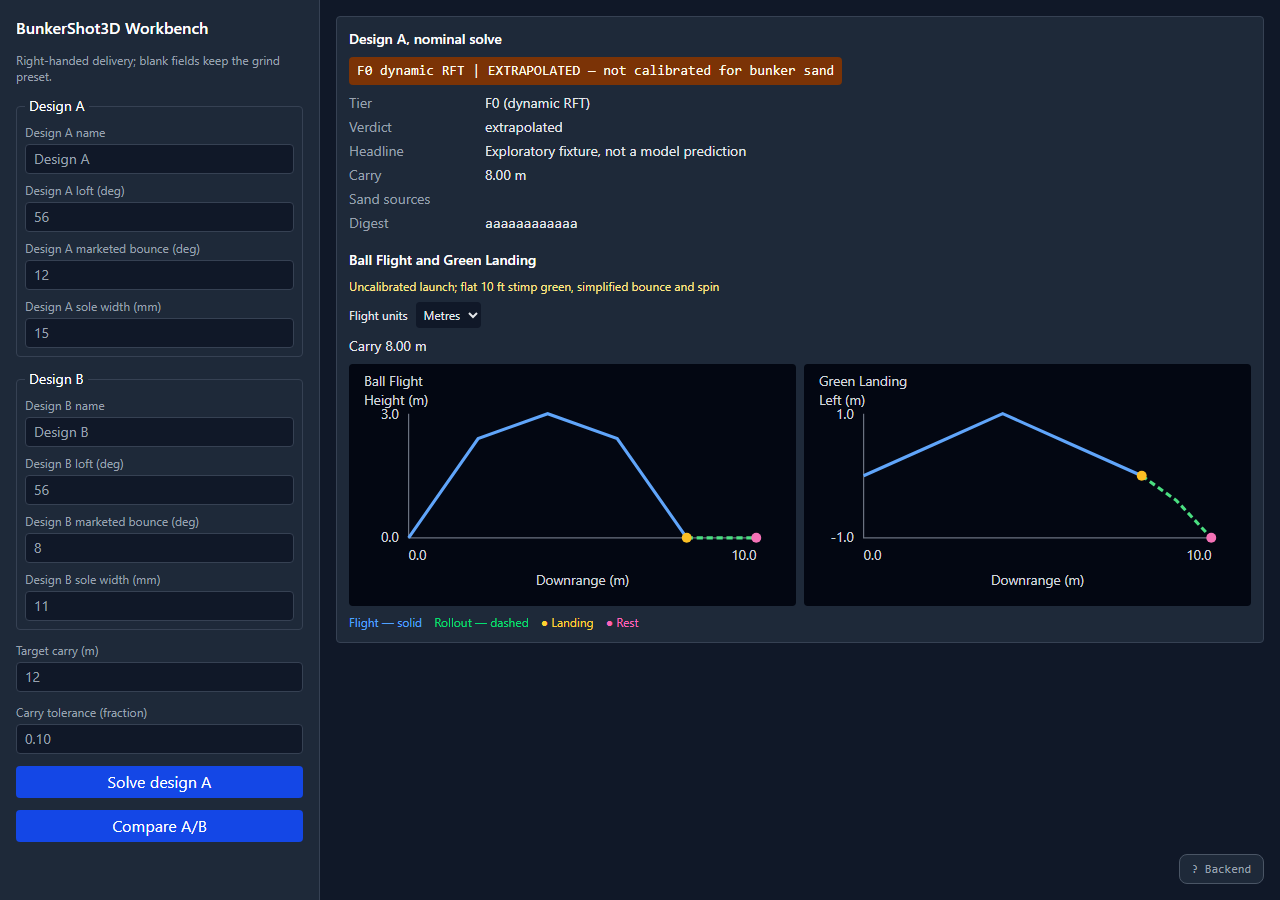 BunkerShot3D Workbench
Right-handed delivery; blank fields keep the grind
preset.
Design A
Design A name
Design A
Design A loft (deg)
56
Design A marketed bounce (deg)
12
Design A sole width (mm)
15
Design B
Design B name
Design B
Design B loft (deg)
56
Design B marketed bounce (deg)
8
Design B sole width (mm)
11
Target carry (m)
12
Carry tolerance (fraction)
0.10
Solve design A
Compare A/B
Design A, nominal solve
F0 dynamic RFT | EXTRAPOLATED — not calibrated for bunker sand
Tier F0 (dynamic RFT)
Verdict extrapolated
Headline Exploratory fixture, not a model prediction
Carry 8.00 m
Sand sources
Digest aaaaaaaaaaaa
Ball Flight and Green Landing
Uncalibrated launch; flat 10 ft stimp green, simplified bounce and spin
Flight units Metres
Carry 8.00 m
Ball Flight
Height (m)
3.0
0.0
0.0 10.0
Downrange (m)
Green Landing
Left (m)
1.0
-1.0
0.0 10.0
Downrange (m)
Flight — solid Rollout — dashed ● Landing ● Rest
? Backend